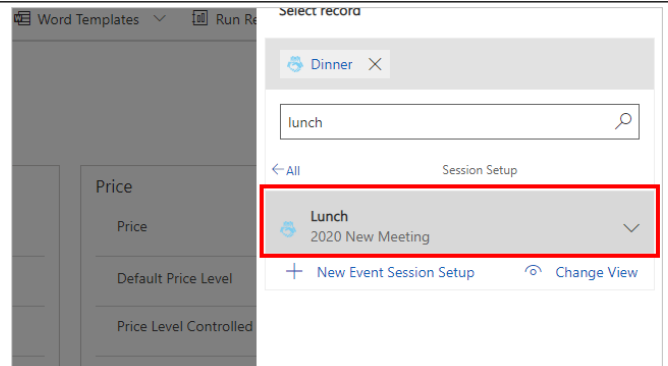 Word Templates
Run Re
Select record
Dinner
lunch
All
Session Setup
Lunch
2020 New Meeting
New Event Session Setup
Change View
Price
Price
Default Price Level
Price Level Controlled